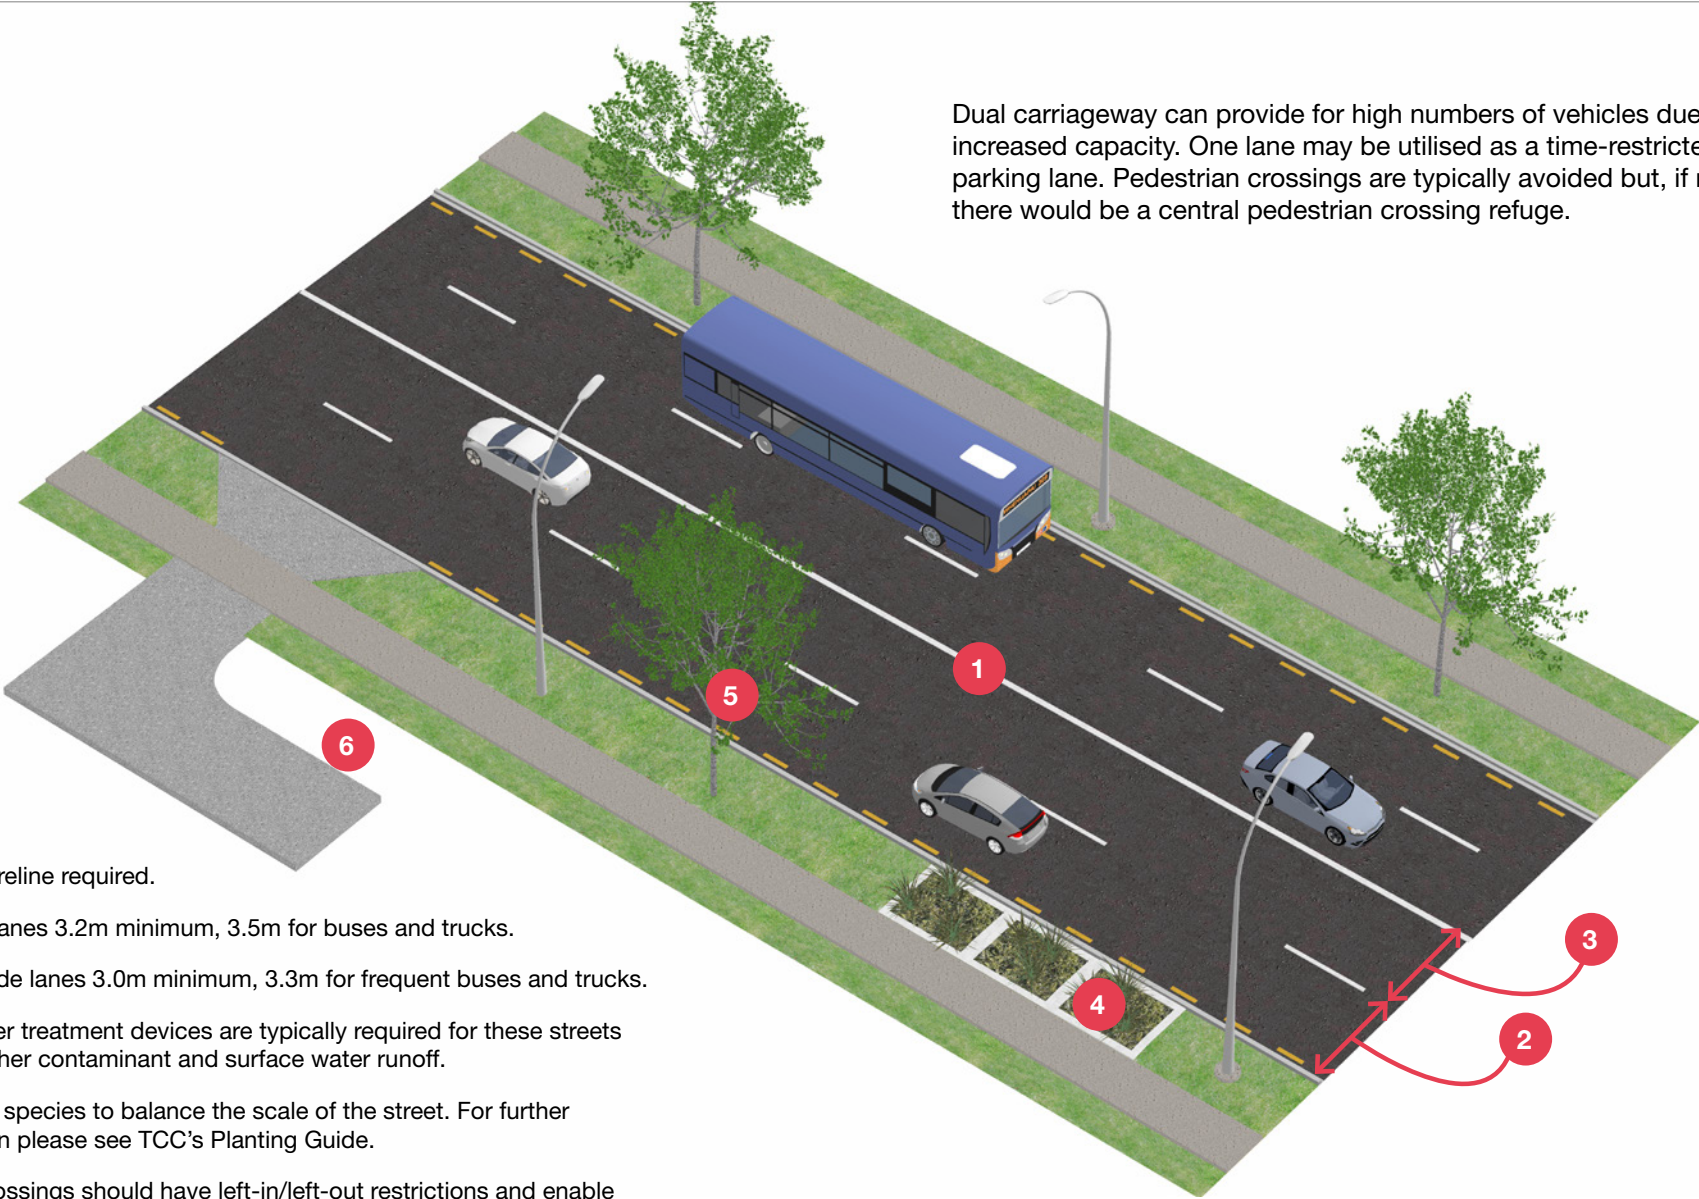 Dual carriageway can provide for high numbers of vehicles due
increased capacity. One lane may be utilised as a time-restricte
parking lane. Pedestrian crossings are typically avoided but, if
there would be a central pedestrian crossing refuge.
1
5
6
3
4
2
reline required.
anes 3.2m minimum, 3.5m for buses and trucks.
de lanes 3.0m minimum, 3.3m for frequent buses and trucks.
er treatment devices are typically required for these streets
her contaminant and surface water runoff.
species to balance the scale of the street. For further
n please see TCC's Planting Guide.
ossings should have left-in/left-out restrictions and enable